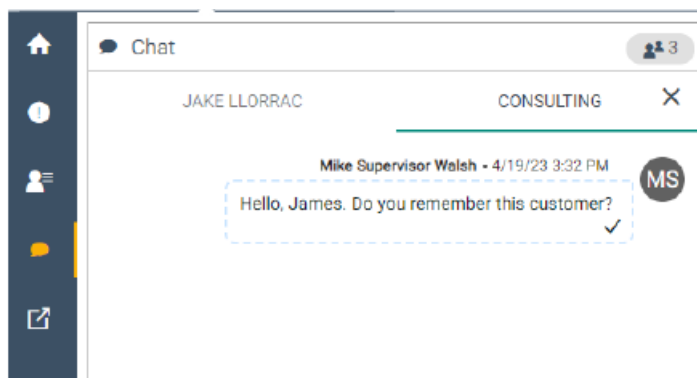 Chat
3
JAKE LLORRAC
CONSULTING
Mike Supervisor Walsh - 4/19/23 3:32 PM
MS
Hello, James. Do you remember this customer?